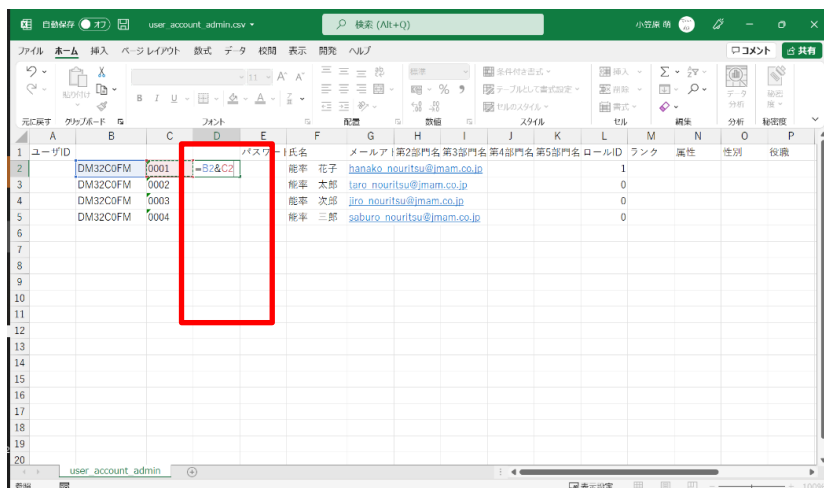 自動保存 オフ user_account_admin.csv 検索 (Alt+Q) 小笠原 萌
ファイル ホーム 挿入 ページ レイアウト 数式 データ 校閲 表示 開発 ヘルプ コメント 共有
貼り付け 11 A A 標準 条件付き書式 挿入 Σ
B I U A % 9 テーブルとして書式設定 削除 データ 分析
セルのスタイル 書式
元に戻す クリップボード フォント 配置 数値 スタイル セル 編集 分析 秘密度
A B C D E F G H I J K L M N O P
1 ユーザID パスワート 氏名 メールアト 第2部門名 第3部門名 第4部門名 第5部門名 ロールID ランク 属性 性別 役職
2 DM32C0FM 0001 =B2&C2 能率 花子 hanako_nouritsu@jmam.co.jp 1
3 DM32C0FM 0002 能率 太郎 taro_nouritsu@jmam.co.jp 0
4 DM32C0FM 0003 能率 次郎 jiro_nouritsu@jmam.co.jp 0
5 DM32C0FM 0004 能率 三郎 saburo_nouritsu@jmam.co.jp 0
6
7
8
9
10
11
12
13
14
15
16
17
18
19
20
user_account_admin
表示設定 100%